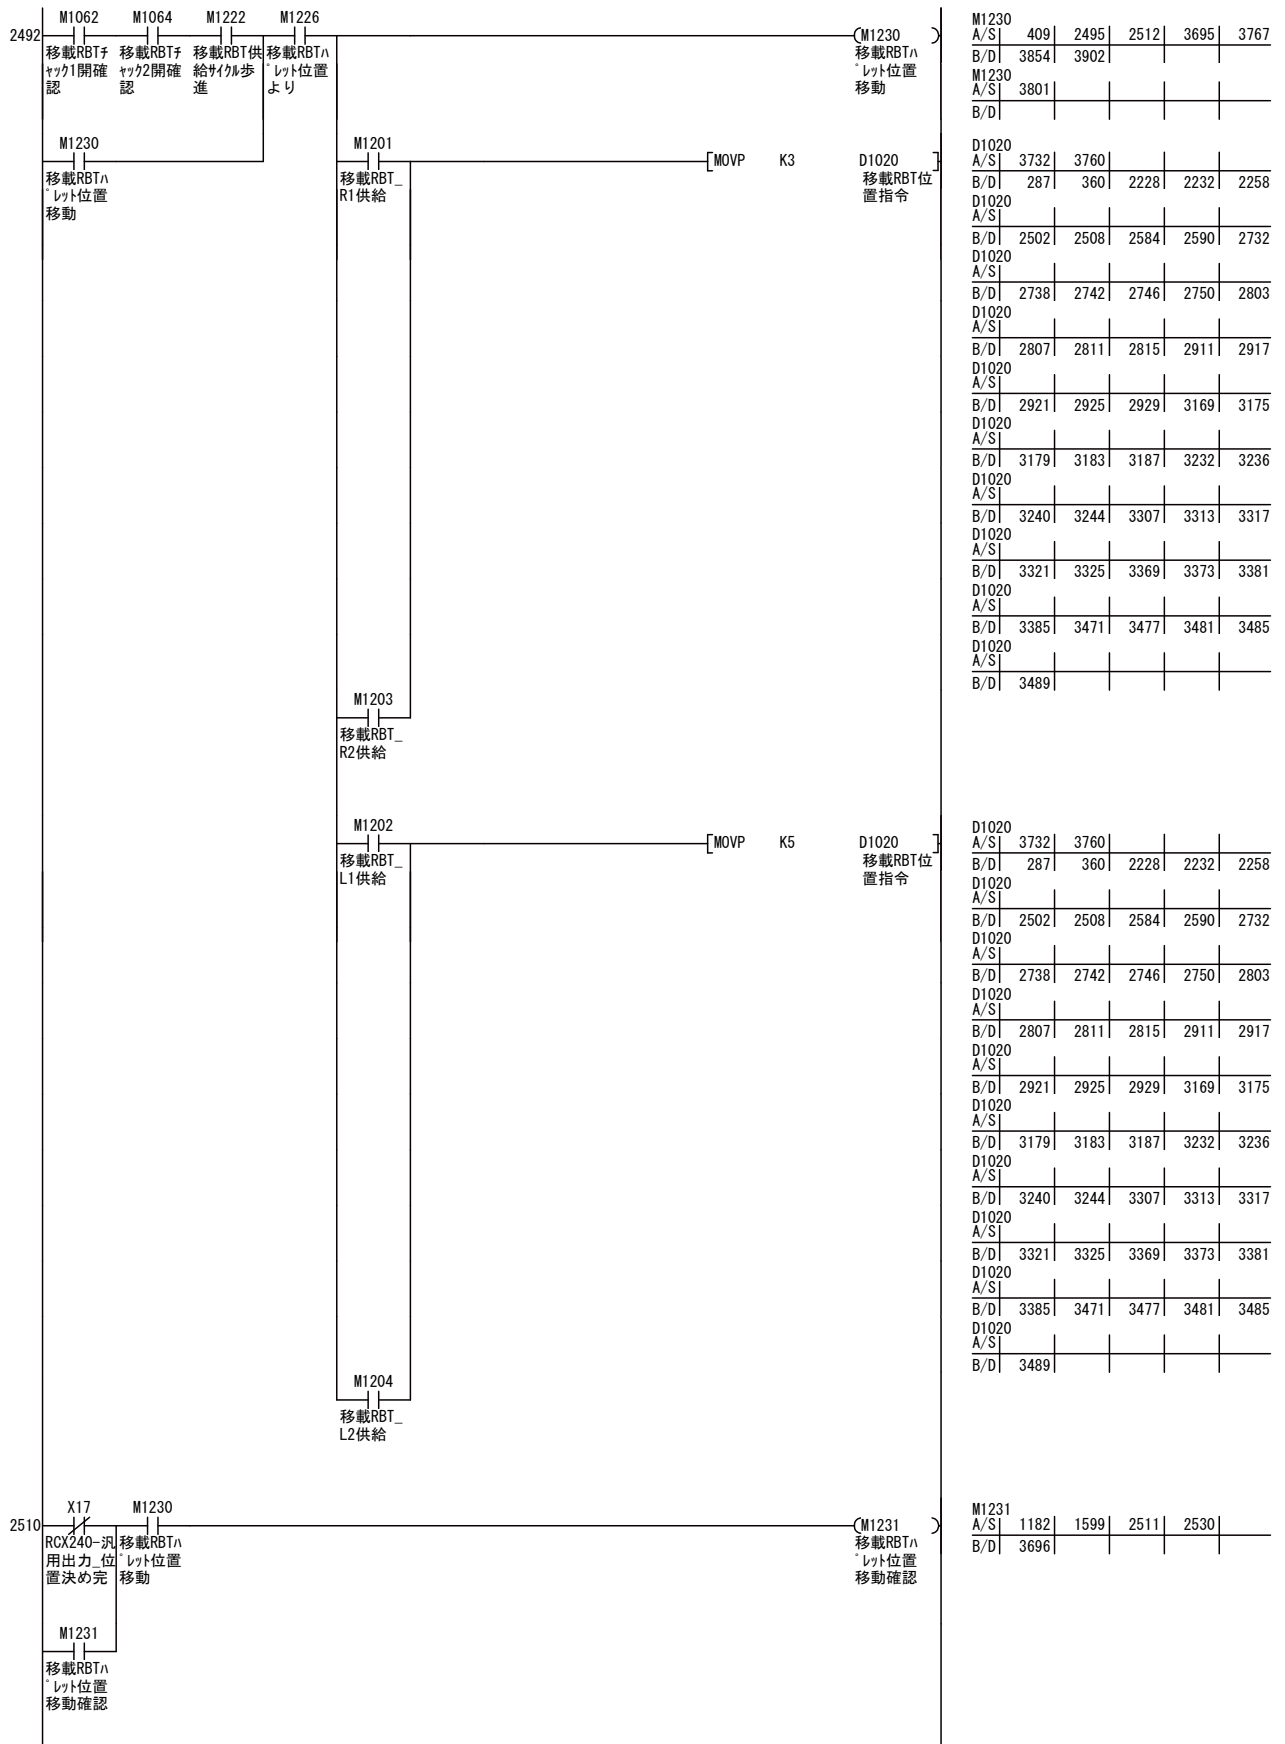 M1062 M1064 M1222 M1226
2492 (M1230 )
移載RBTチ 移載RBTチ 移載RBT供 移載RBTハ 移載RBTハ
ャック1開確 ャック2開確 給サイクル歩 ゚レット位置 ゚レット位置
認 認 進 より 移動
M1230
A/S 409 2495 2512 3695 3767
B/D 3854 3902
M1230
A/S 3801
B/D
M1230 M1201
[MOVP K3 D1020 ]
移載RBTハ 移載RBT_ 移載RBT位
゚レット位置 R1供給 置指令
移動
D1020
A/S 3732 3760
B/D 287 360 2228 2232 2258
D1020
A/S
B/D 2502 2508 2584 2590 2732
D1020
A/S
B/D 2738 2742 2746 2750 2803
D1020
A/S
B/D 2807 2811 2815 2911 2917
D1020
A/S
B/D 2921 2925 2929 3169 3175
D1020
A/S
B/D 3179 3183 3187 3232 3236
D1020
A/S
B/D 3240 3244 3307 3313 3317
D1020
A/S
B/D 3321 3325 3369 3373 3381
D1020
A/S
B/D 3385 3471 3477 3481 3485
D1020
A/S
B/D 3489
M1203
移載RBT_
R2供給
M1202
[MOVP K5 D1020 ]
移載RBT_ 移載RBT位
L1供給 置指令
D1020
A/S 3732 3760
B/D 287 360 2228 2232 2258
D1020
A/S
B/D 2502 2508 2584 2590 2732
D1020
A/S
B/D 2738 2742 2746 2750 2803
D1020
A/S
B/D 2807 2811 2815 2911 2917
D1020
A/S
B/D 2921 2925 2929 3169 3175
D1020
A/S
B/D 3179 3183 3187 3232 3236
D1020
A/S
B/D 3240 3244 3307 3313 3317
D1020
A/S
B/D 3321 3325 3369 3373 3381
D1020
A/S
B/D 3385 3471 3477 3481 3485
D1020
A/S
B/D 3489
M1204
移載RBT_
L2供給
X17 M1230
2510 (M1231 )
RCX240-汎 移載RBTハ 移載RBTハ
用出力_位 ゚レット位置 ゚レット位置
置決め完 移動 移動確認
M1231
A/S 1182 1599 2511 2530
B/D 3696
M1231
移載RBTハ
゚レット位置
移動確認